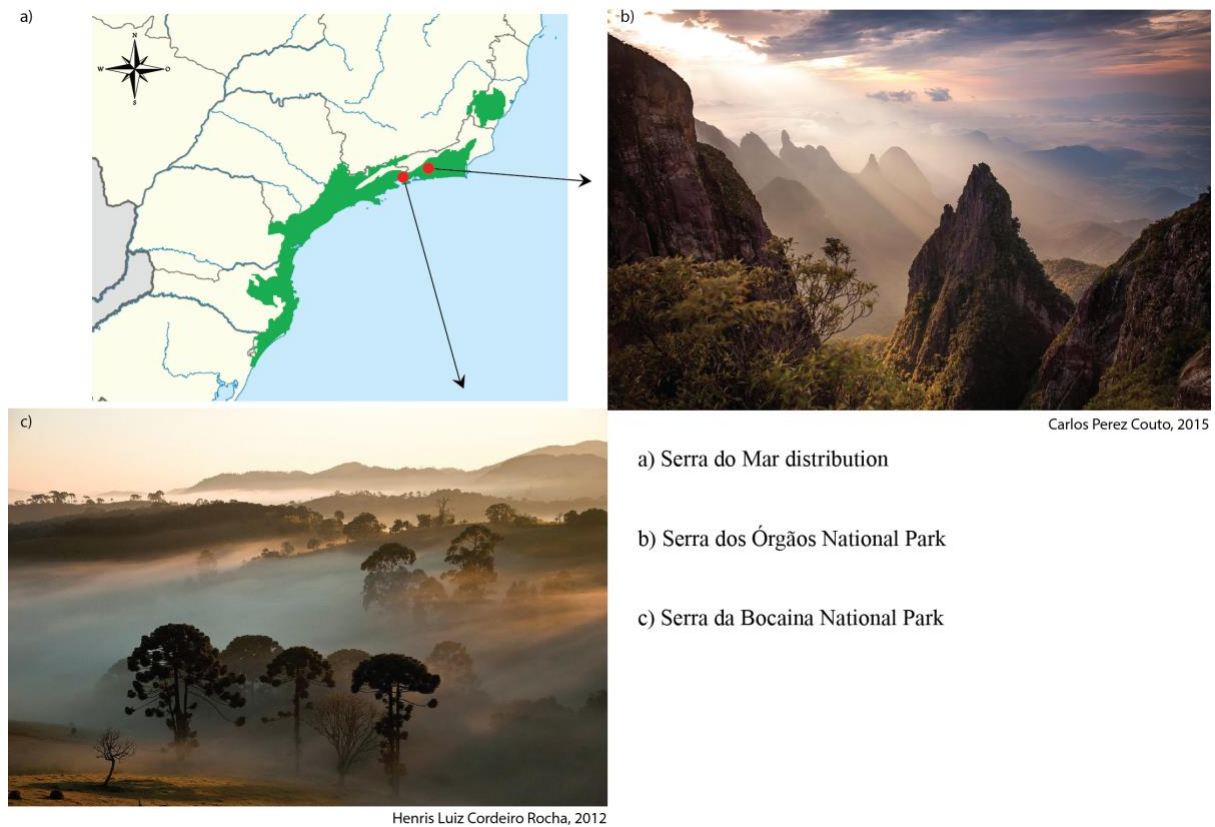 a)
N
W
O
S
b)
Carlos Perez Couto, 2015
c)
Henris Luiz Cordeiro Rocha, 2012
a) Serra do Mar distribution
b) Serra dos Órgãos National Park
c) Serra da Bocaina National Park